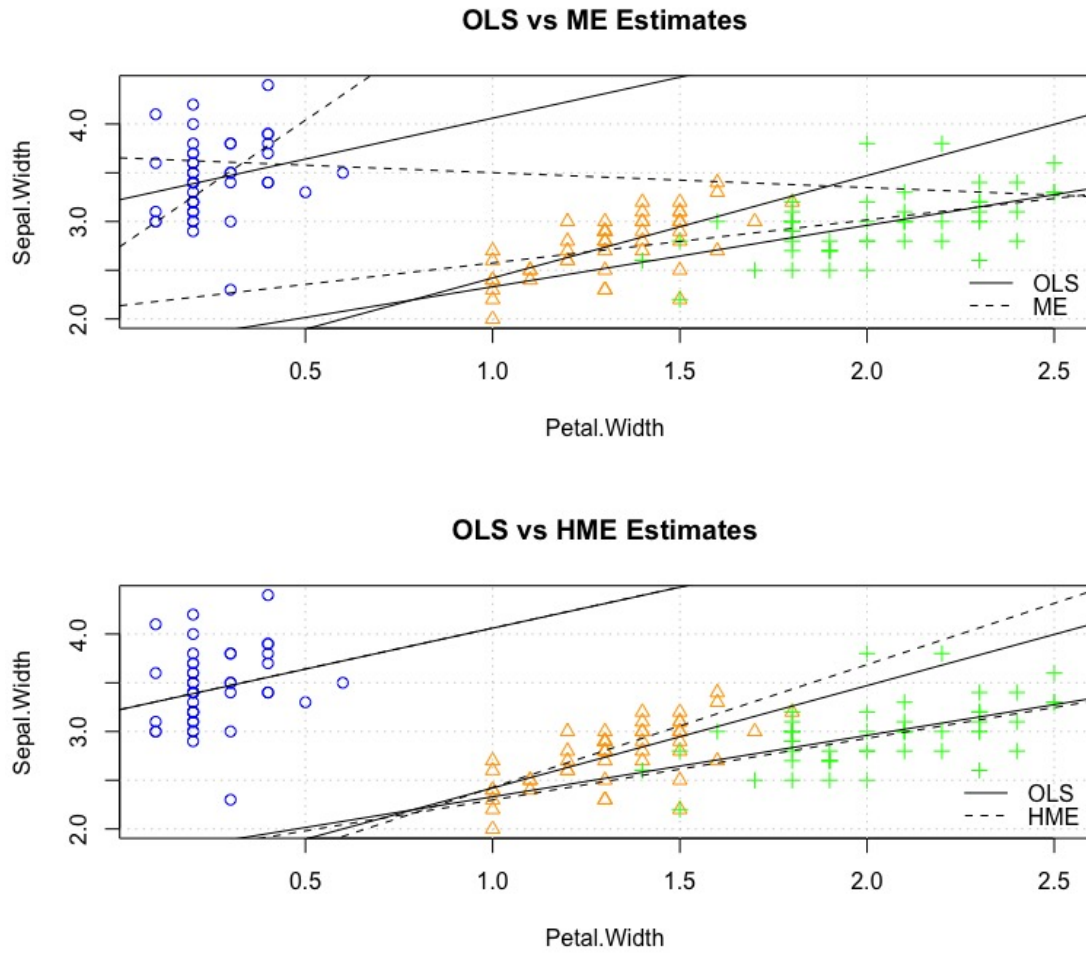 OLS vs ME Estimates
Sepal.Width
4.0
3.0
2.0
OLS
ME
0.5 1.0 1.5 2.0 2.5
Petal.Width
OLS vs HME Estimates
Sepal.Width
4.0
3.0
2.0
OLS
HME
0.5 1.0 1.5 2.0 2.5
Petal.Width